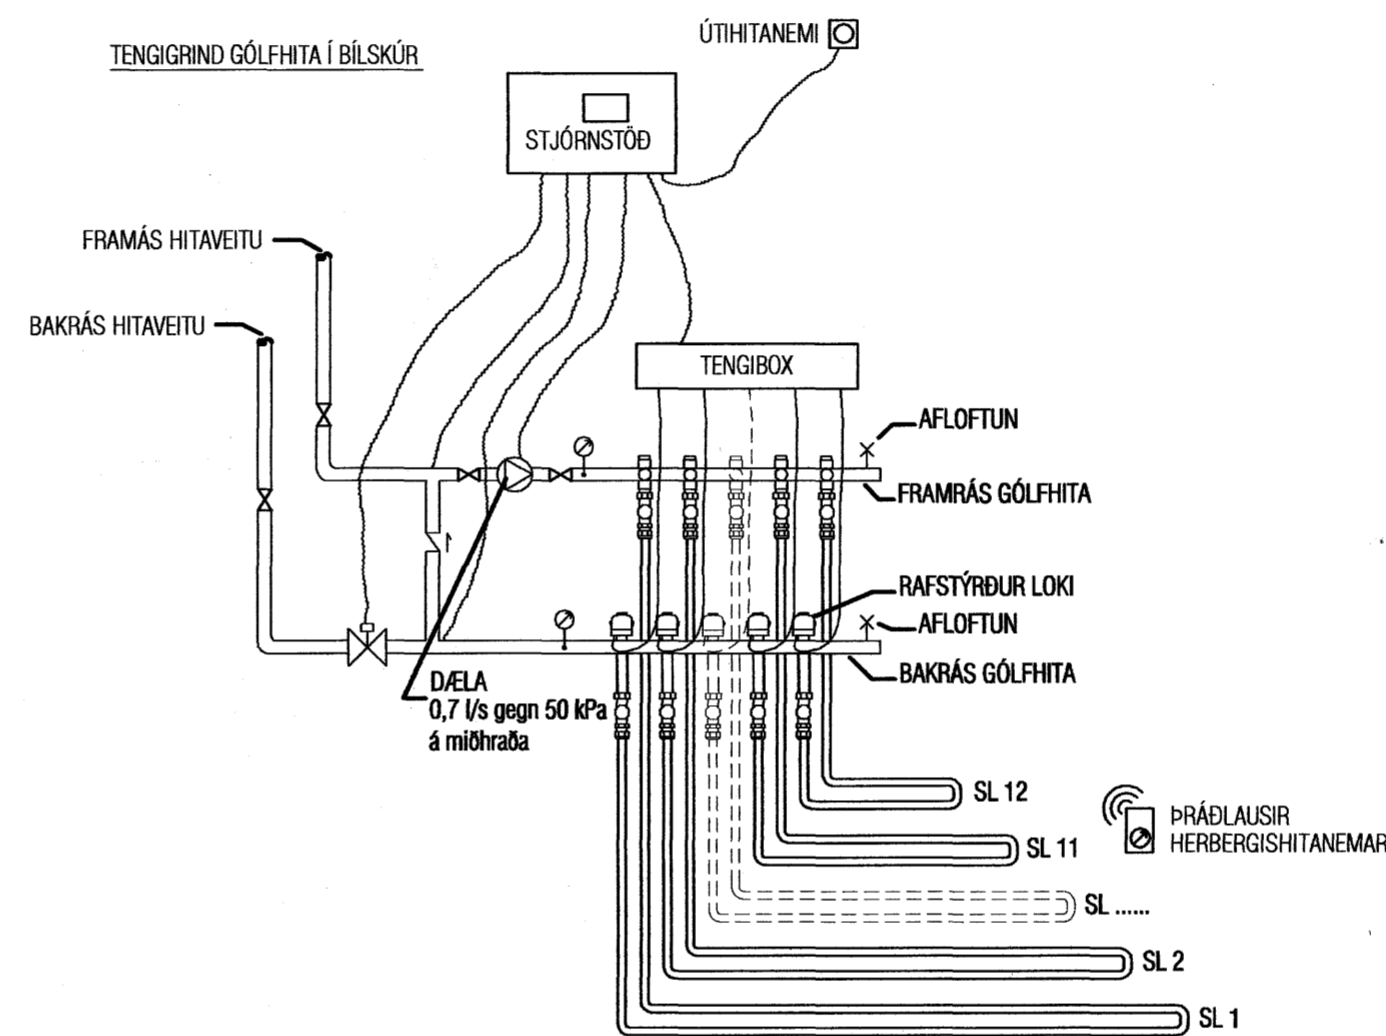 TENGIGRIND GÓLFHITA Í BÍLSKÚR
ÚTIHITANEMI
STJÓRNSTÖÐ
FRAMÁS HITAVEITU
BAKRÁS HITAVEITU
TENGIBOX
AFLOFTUN
FRAMRÁS GÓLFHITA
RAFSTÝRÐUR LOKI
AFLOFTUN
BAKRÁS GÓLFHITA
DÆLA
0,7 l/s gegn 50 kPa
á miðhraða
SL 12
ÞRÁÐLAUSIR
HERBERGISHITANEMAR
SL 11
SL ......
SL 2
SL 1